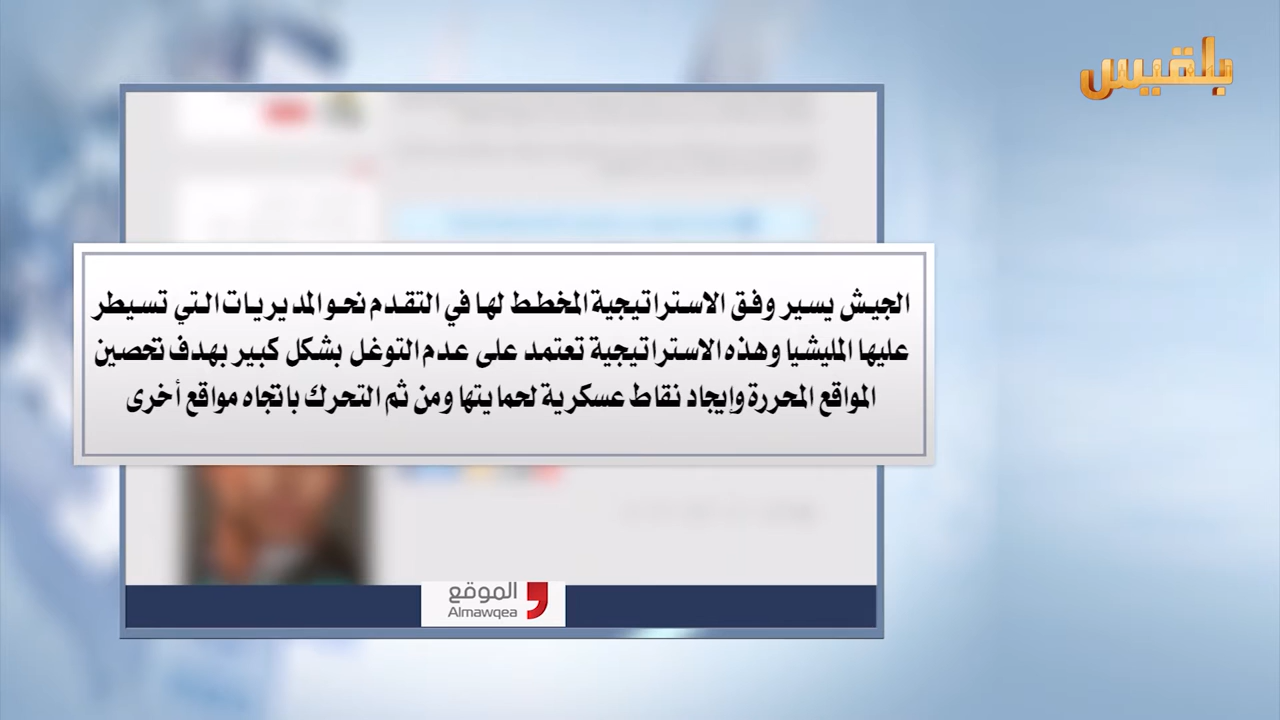 بلقيس
الجيش يسير وفق الاستراتيجية المخطط لها في التقدم نحو المديريات التي تسيطر
عليها المليشيا وهذه الاستراتيجية تعتمد على عدم التوغل بشكل كبير بهدف تحصين
المواقع المحررة وإيجاد نقاط عسكرية لحمايتها ومن ثم التحرك باتجاه مواقع أخرى
الموقع
Almawqea